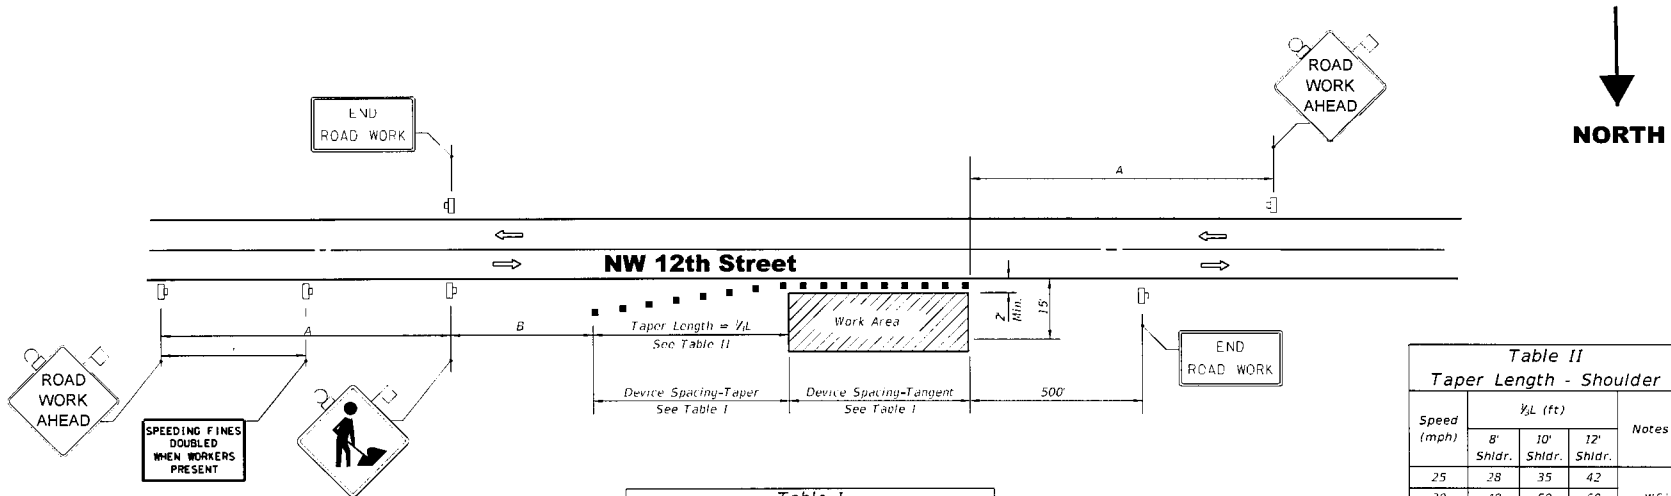 END
ROAD WORK
ROAD
WORK
AHEAD
NORTH
A
NW 12th Street
A
B
Taper Length = ⅓L
See Table II
Work Area
2'
Min.
15'
Device Spacing-Taper
See Table I
Device Spacing-Tangent
See Table I
500'
END
ROAD WORK
ROAD
WORK
AHEAD
SPEEDING FINES
DOUBLED
WHEN WORKERS
PRESENT
Table I
Table II
Taper Length - Shoulder
Speed
(mph)
⅓L (ft)
Notes
8'
Shldr.
10'
Shldr.
12'
Shldr.
25 28 35 42